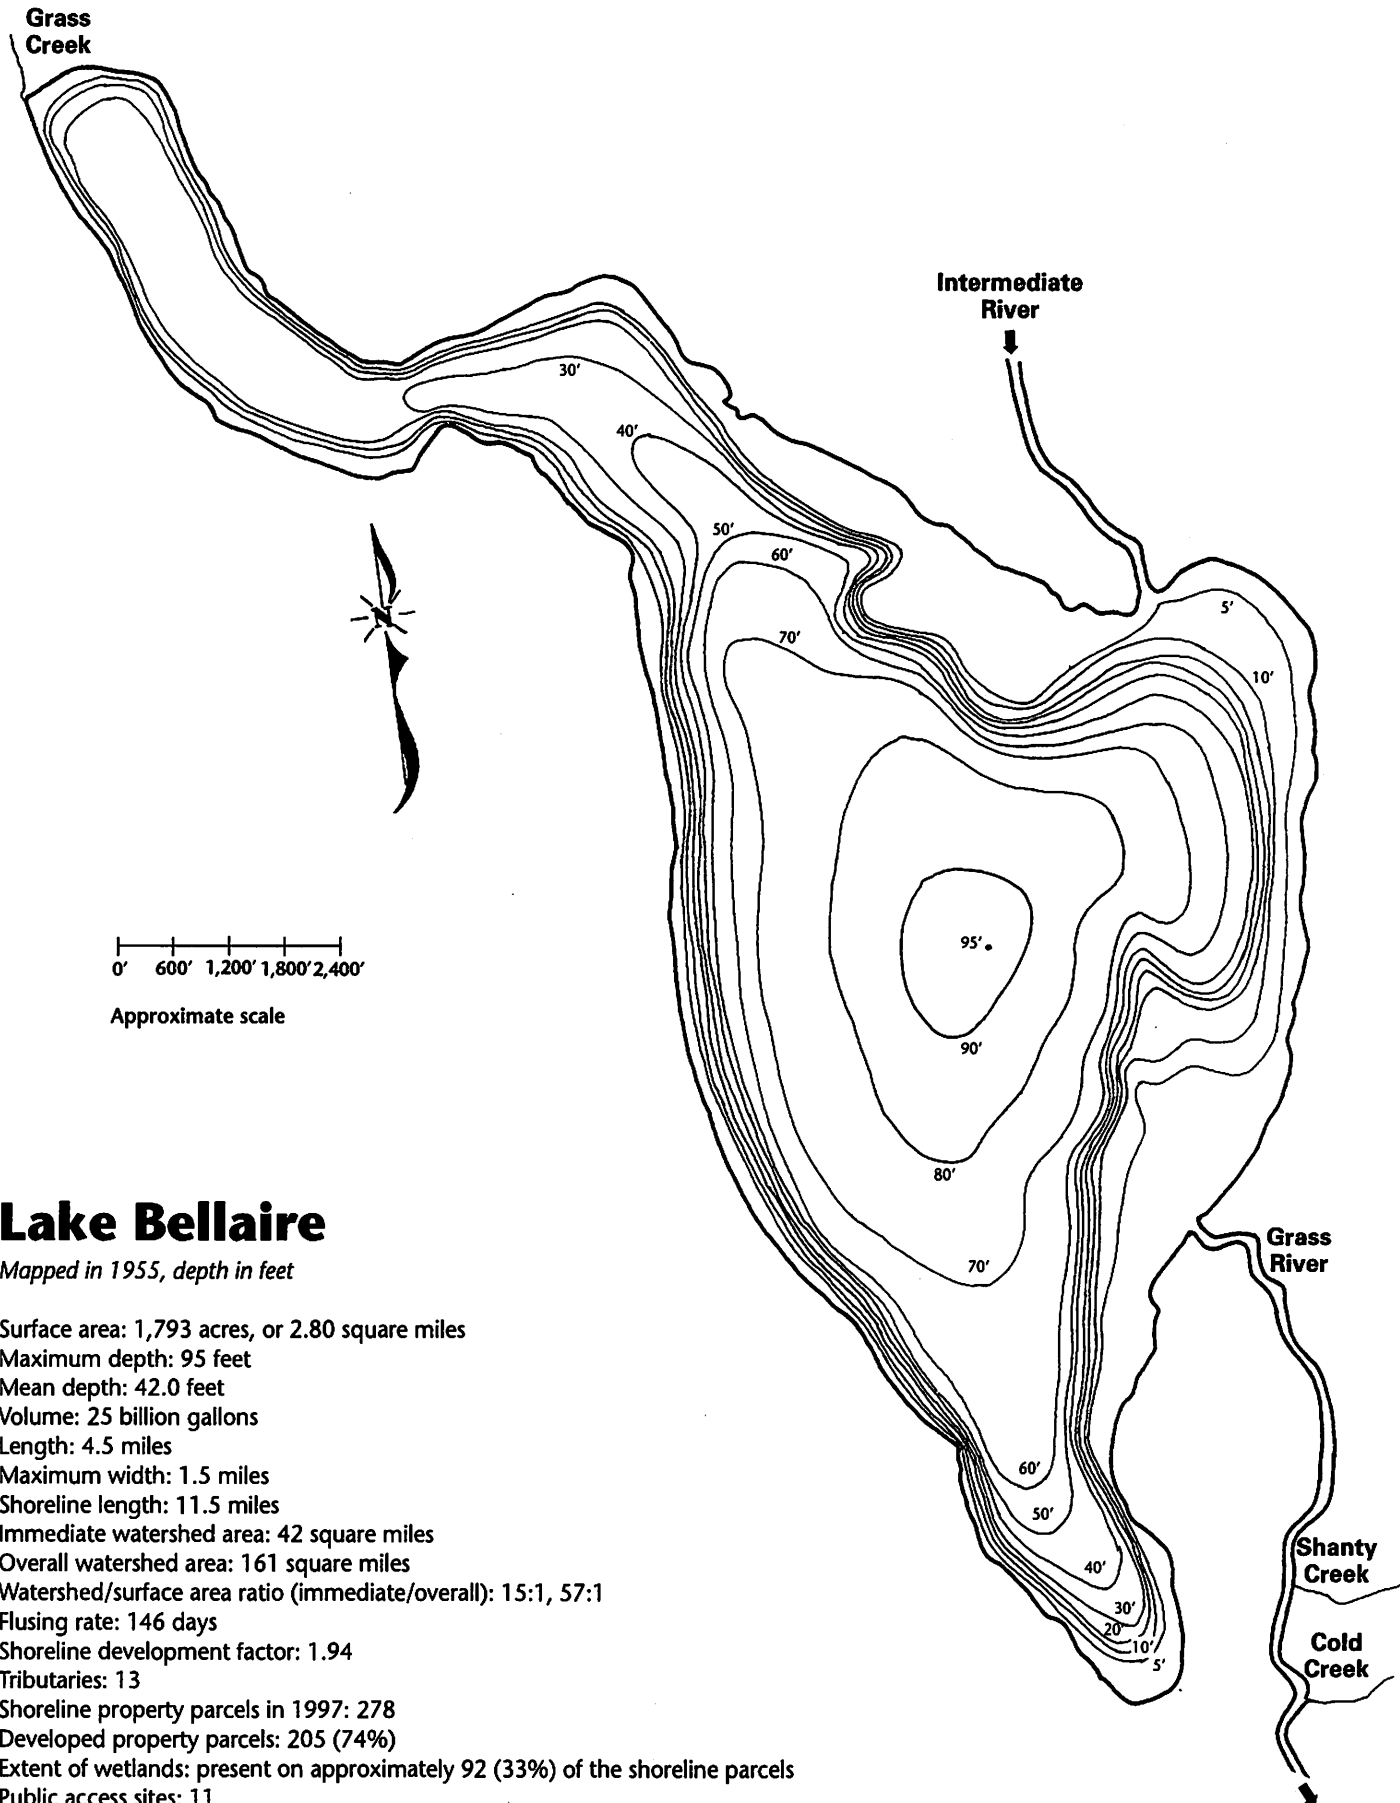 Grass
Creek
Intermediate
River
30'
40'
50'
60'
5'
70'
10'
N
95'
0' 600' 1,200' 1,800' 2,400'
90'
Approximate scale
80'
Lake Bellaire
Mapped in 1955, depth in feet
Grass
River
70'
Surface area: 1,793 acres, or 2.80 square miles
Maximum depth: 95 feet
Mean depth: 42.0 feet
Volume: 25 billion gallons
Length: 4.5 miles
Maximum width: 1.5 miles
Shoreline length: 11.5 miles
Immediate watershed area: 42 square miles
Overall watershed area: 161 square miles
Watershed/surface area ratio (immediate/overall): 15:1, 57:1
Flusing rate: 146 days
Shoreline development factor: 1.94
Tributaries: 13
Shoreline property parcels in 1997: 278
Developed property parcels: 205 (74%)
Extent of wetlands: present on approximately 92 (33%) of the shoreline parcels
Public access sites: 11
60'
50'
40'
30'
20'
10'
5'
Shanty
Creek
Cold
Creek